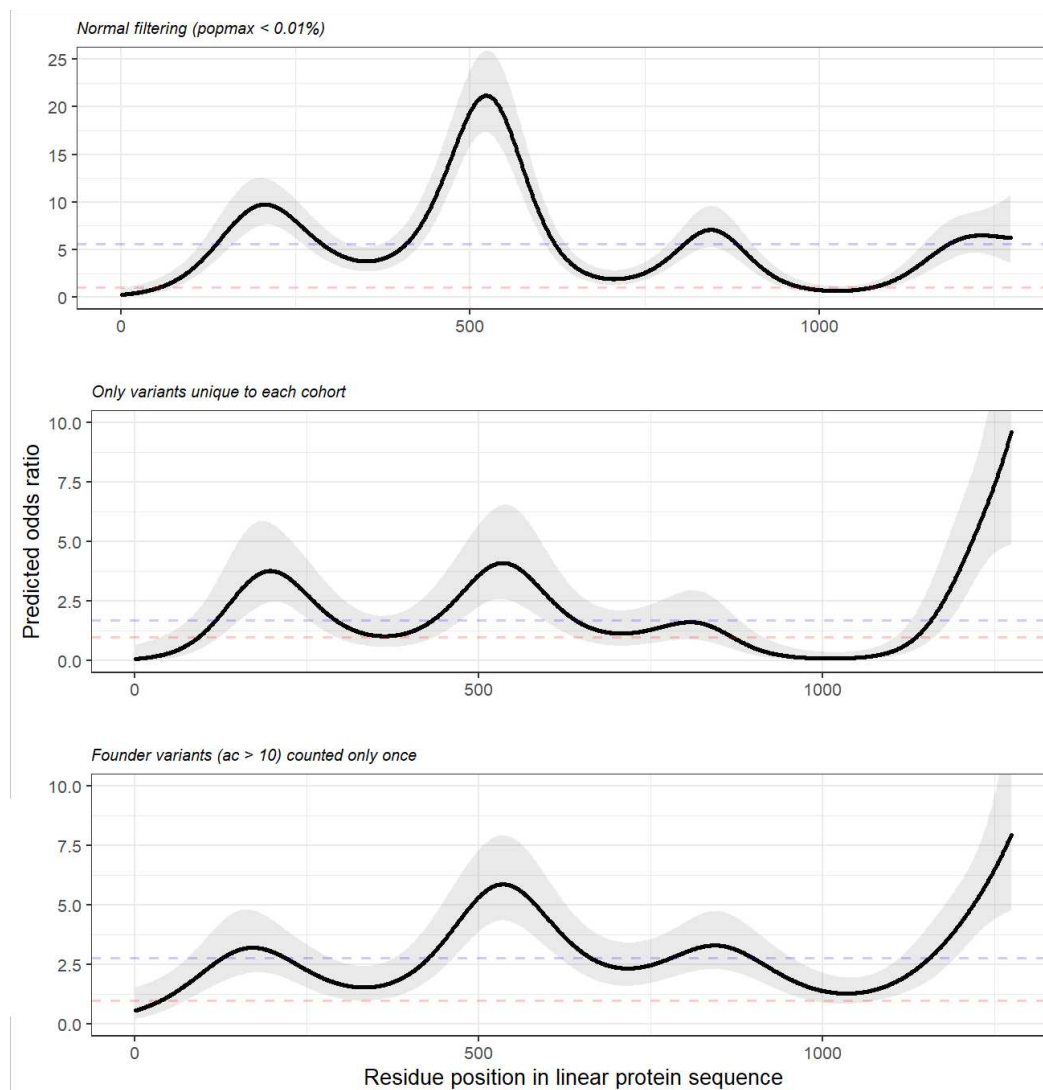 Normal filtering (popmax < 0.01%)
25
20
15
10
5
0
0 500 1000
Only variants unique to each cohort
10.0
7.5
5.0
2.5
0.0
0 500 1000
Predicted odds ratio
Founder variants (ac > 10) counted only once
10.0
7.5
5.0
2.5
0.0
0 500 1000
Residue position in linear protein sequence